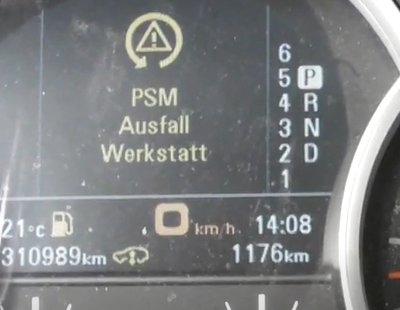 PSM
Ausfall
Werkstatt
6
5 P
4 R
3 N
2 D
1
21°C 0 km/h 14:08
310989km 1176km